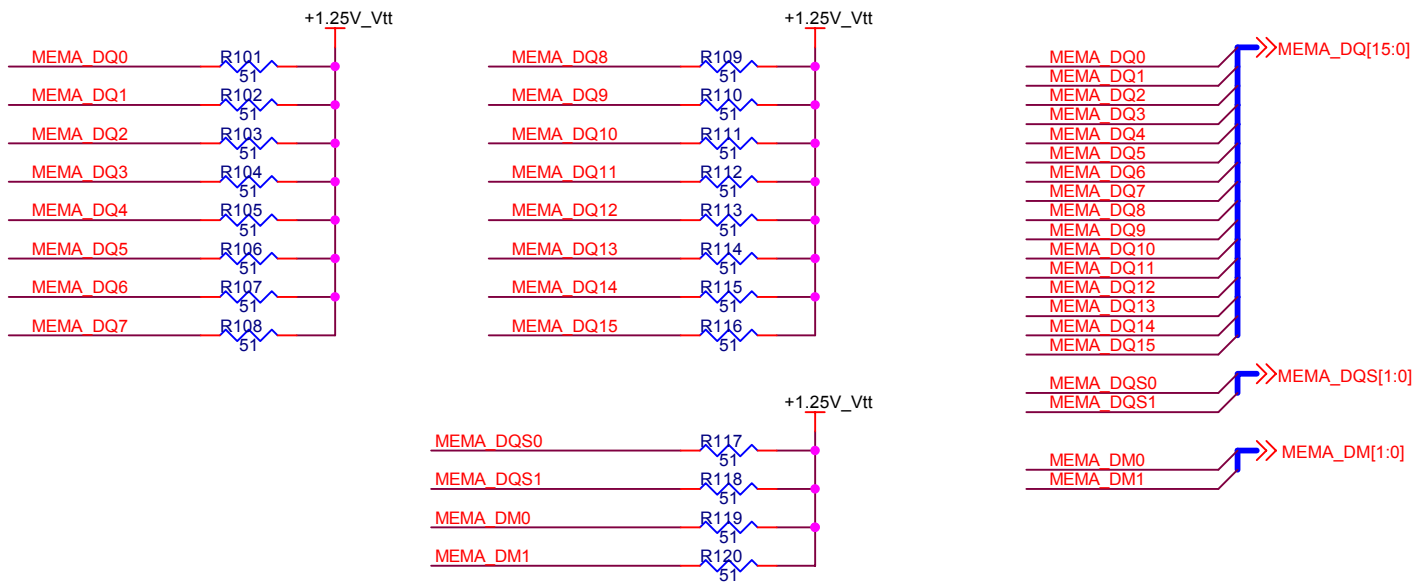 +1.25V_Vtt
MEMA_DQ0 R101 51
MEMA_DQ1 R102 51
MEMA_DQ2 R103 51
MEMA_DQ3 R104 51
MEMA_DQ4 R105 51
MEMA_DQ5 R106 51
MEMA_DQ6 R107 51
MEMA_DQ7 R108 51
+1.25V_Vtt
MEMA_DQ8 R109 51
MEMA_DQ9 R110 51
MEMA_DQ10 R111 51
MEMA_DQ11 R112 51
MEMA_DQ12 R113 51
MEMA_DQ13 R114 51
MEMA_DQ14 R115 51
MEMA_DQ15 R116 51
+1.25V_Vtt
MEMA_DQS0 R117 51
MEMA_DQS1 R118 51
MEMA_DM0 R119 51
MEMA_DM1 R120 51
MEMA_DQ[15:0]
MEMA_DQ0
MEMA_DQ1
MEMA_DQ2
MEMA_DQ3
MEMA_DQ4
MEMA_DQ5
MEMA_DQ6
MEMA_DQ7
MEMA_DQ8
MEMA_DQ9
MEMA_DQ10
MEMA_DQ11
MEMA_DQ12
MEMA_DQ13
MEMA_DQ14
MEMA_DQ15
MEMA_DQS[1:0]
MEMA_DQS0
MEMA_DQS1
MEMA_DM[1:0]
MEMA_DM0
MEMA_DM1